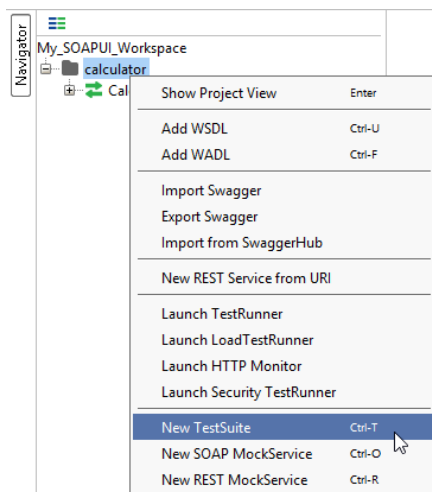 Navigator
My_SOAPUI_Workspace
calculator
Cal
Show Project View Enter
Add WSDL Ctrl-U
Add WADL Ctrl-F
Import Swagger
Export Swagger
Import from SwaggerHub
New REST Service from URI
Launch TestRunner
Launch LoadTestRunner
Launch HTTP Monitor
Launch Security TestRunner
New TestSuite Ctrl-T
New SOAP MockService Ctrl-O
New REST MockService Ctrl-R